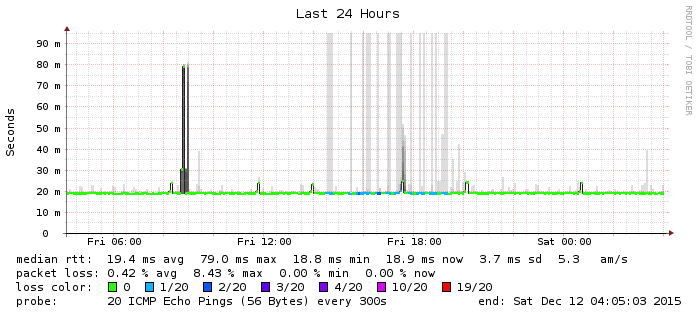 Last 24 Hours
RRDTOOL / TOBI OETIKER
Seconds
90 m
80 m
70 m
60 m
50 m
40 m
30 m
20 m
10 m
0
Fri 06:00 Fri 12:00 Fri 18:00 Sat 00:00
median rtt: 19.4 ms avg 79.0 ms max 18.8 ms min 18.9 ms now 3.7 ms sd 5.3 am/s
packet loss: 0.42 % avg 8.43 % max 0.00 % min 0.00 % now
loss color: 0 1/20 2/20 3/20 4/20 10/20 19/20
probe: 20 ICMP Echo Pings (56 Bytes) every 300s end: Sat Dec 12 04:05:03 2015